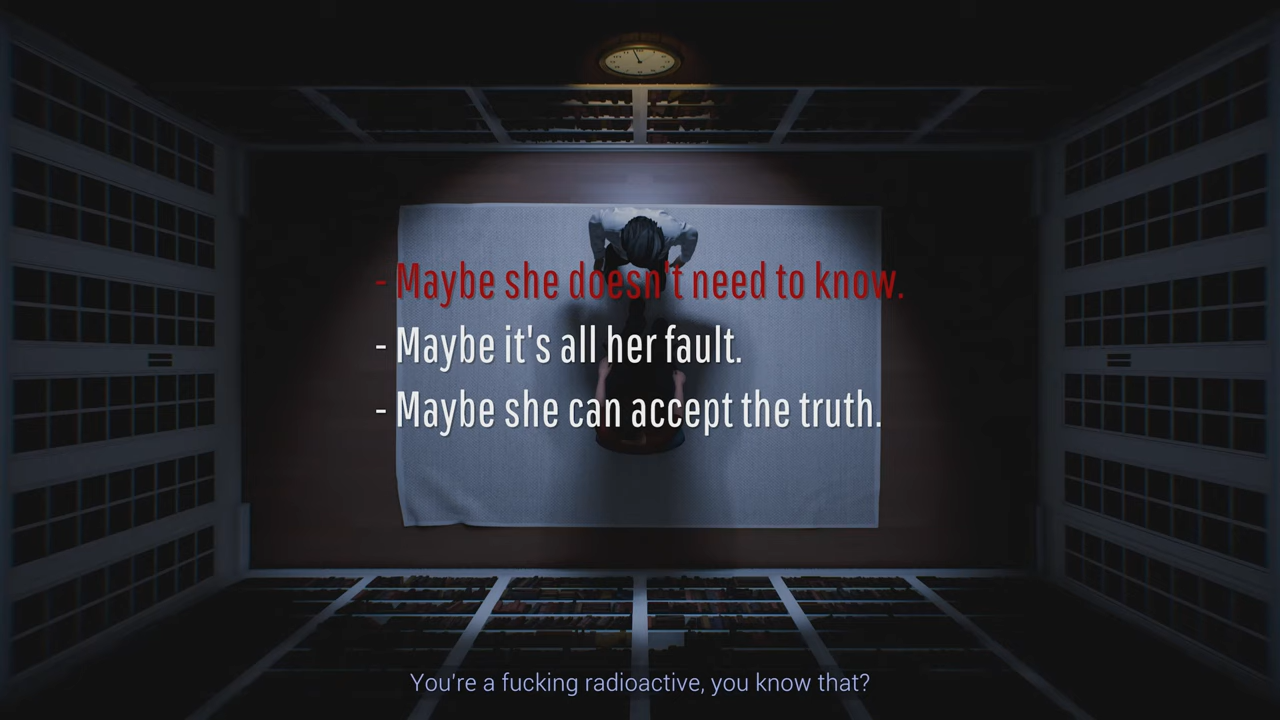 - Maybe she doesn't need to know.
- Maybe it's all her fault.
- Maybe she can accept the truth.
You're a fucking radioactive, you know that?